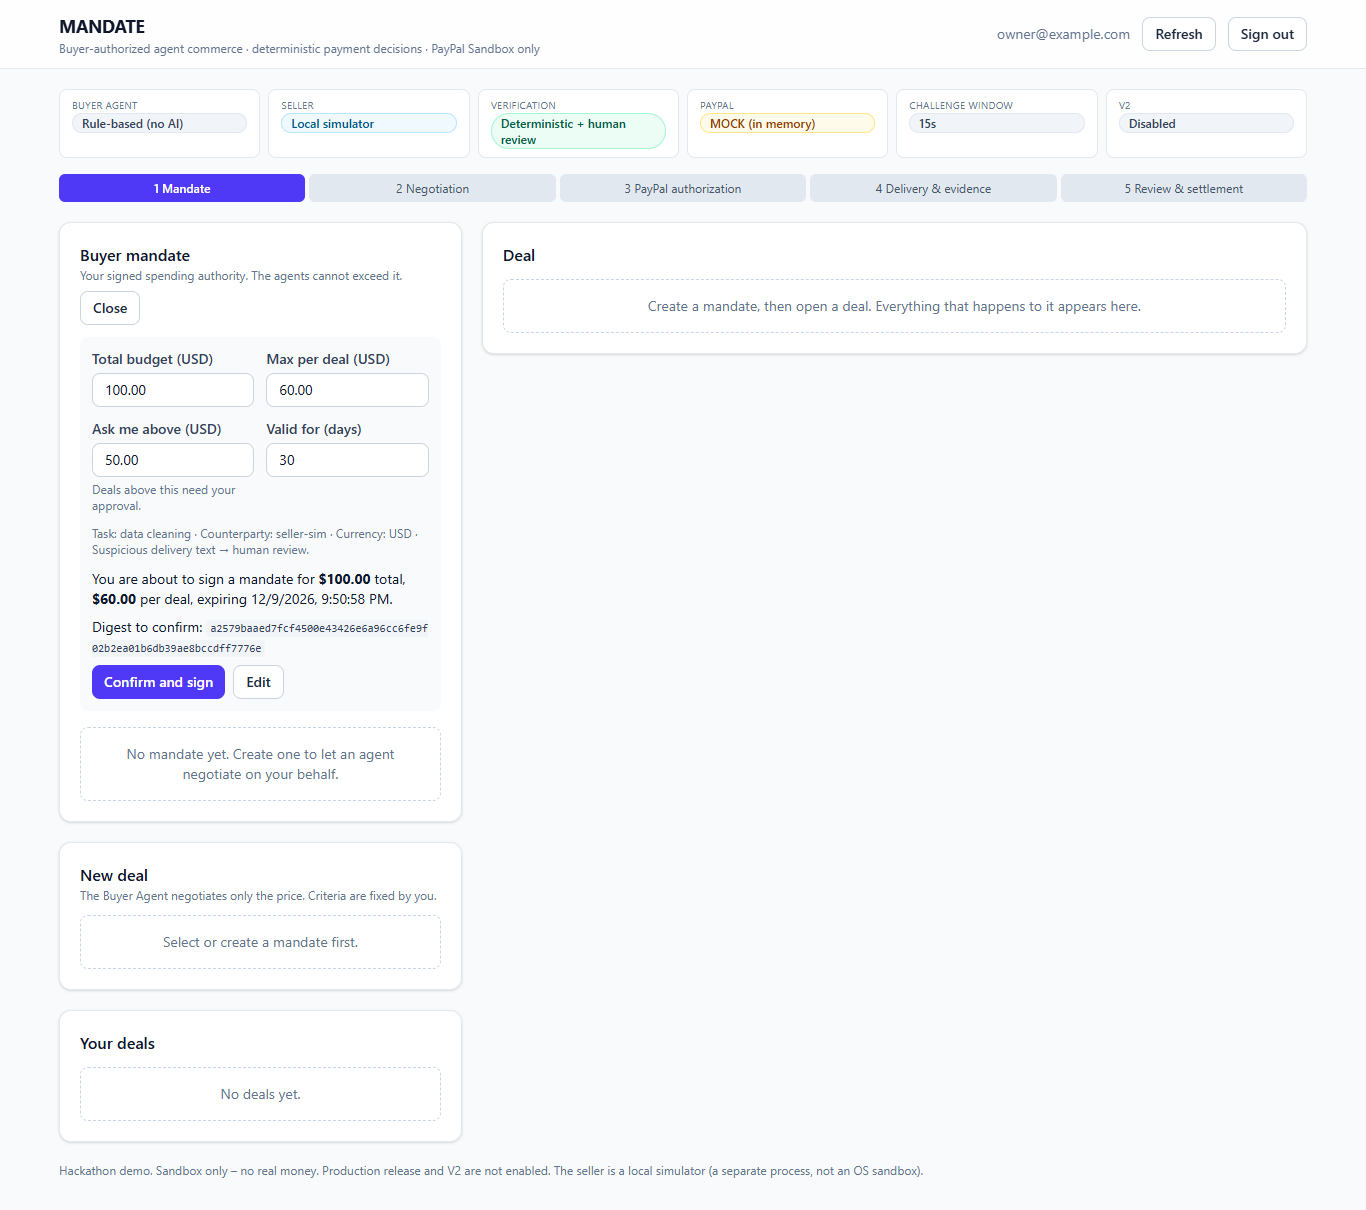 MANDATE
Buyer-authorized agent commerce · deterministic payment decisions · PayPal Sandbox only
owner@example.com
Refresh
Sign out
BUYER AGENT
Rule-based (no AI)
SELLER
Local simulator
VERIFICATION
Deterministic + human
review
PAYPAL
MOCK (in memory)
CHALLENGE WINDOW
15s
V2
Disabled
1 Mandate
2 Negotiation
3 PayPal authorization
4 Delivery & evidence
5 Review & settlement
Buyer mandate
Your signed spending authority. The agents cannot exceed it.
Close
Total budget (USD)
Max per deal (USD)
100.00
60.00
Ask me above (USD)
Valid for (days)
50.00
30
Deals above this need your
approval.
Task: data cleaning · Counterparty: seller-sim · Currency: USD ·
Suspicious delivery text → human review.
You are about to sign a mandate for $100.00 total,
$60.00 per deal, expiring 12/9/2026, 9:50:58 PM.
Digest to confirm: a2579baaed7fcf4500e43426e6a96cc6fe9f
02b2ea01b6db39ae8bccdff7776e
Confirm and sign
Edit
No mandate yet. Create one to let an agent
negotiate on your behalf.
New deal
The Buyer Agent negotiates only the price. Criteria are fixed by you.
Select or create a mandate first.
Your deals
No deals yet.
Deal
Create a mandate, then open a deal. Everything that happens to it appears here.
Hackathon demo. Sandbox only – no real money. Production release and V2 are not enabled. The seller is a local simulator (a separate process, not an OS sandbox).